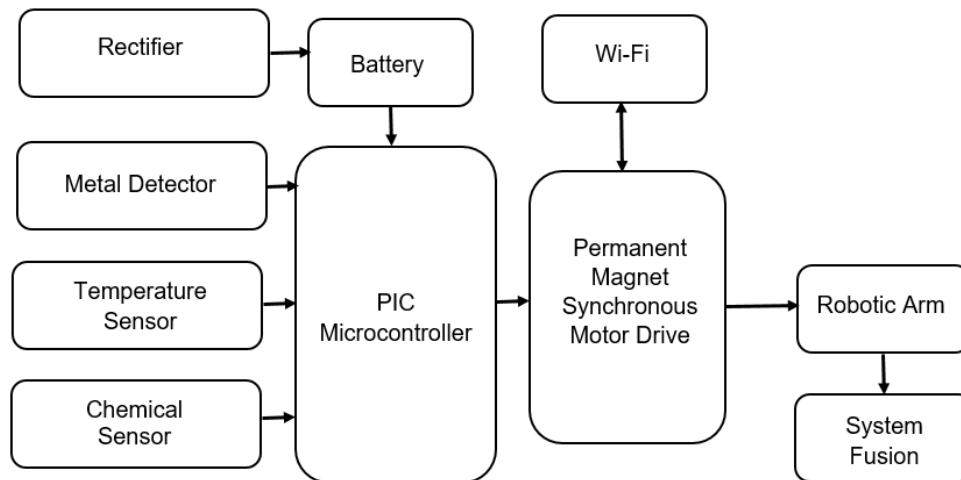 Rectifier
Battery
Wi-Fi
Metal Detector
Temperature
Sensor
Chemical
Sensor
PIC
Microcontroller
Permanent
Magnet
Synchronous
Motor Drive
Robotic Arm
System
Fusion